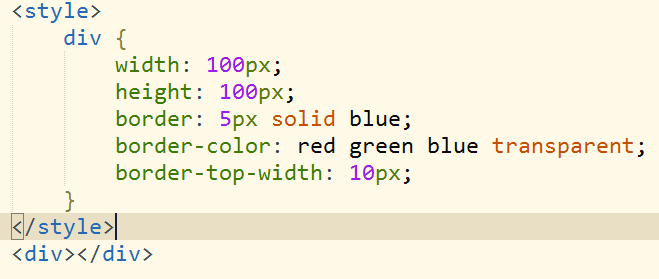 <style>
    div {
        width: 100px;
        height: 100px;
        border: 5px solid blue;
        border-color: red green blue transparent;
        border-top-width: 10px;
    }
</style>
<div></div>